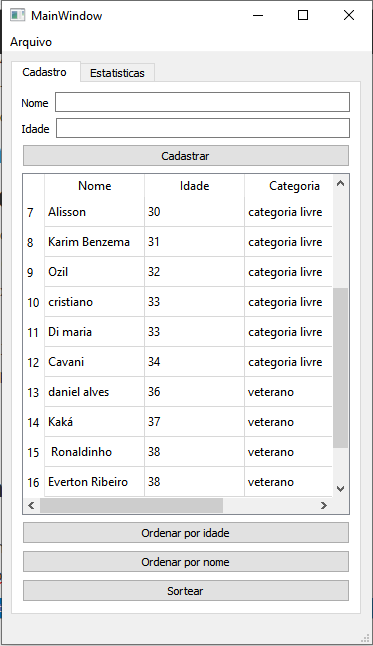 MainWindow
Arquivo
Cadastro Estatisticas
Nome
Idade
Cadastrar
Nome Idade Categoria
7 Alisson 30 categoria livre
8 Karim Benzema 31 categoria livre
9 Ozil 32 categoria livre
10 cristiano 33 categoria livre
11 Di maria 33 categoria livre
12 Cavani 34 categoria livre
13 daniel alves 36 veterano
14 Kaká 37 veterano
15 Ronaldinho 38 veterano
16 Everton Ribeiro 38 veterano
Ordenar por idade
Ordenar por nome
Sortear